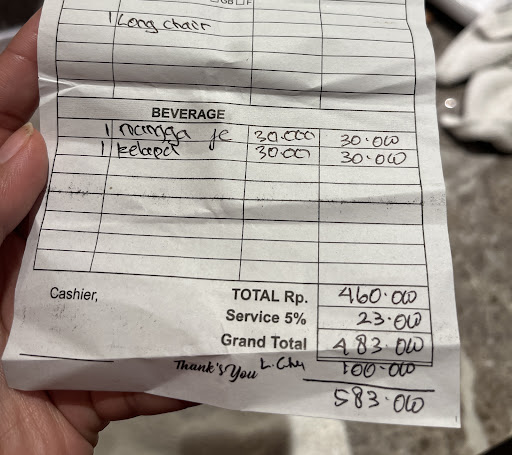 1 Long chair
BEVERAGE
1 mangga je 30.000 30.000
1 kelapa 30.000 30.000
Cashier,
TOTAL Rp. 460.000
Service 5% 23.000
Grand Total 483.000
Thank's You L. Chy 100.000
583.000